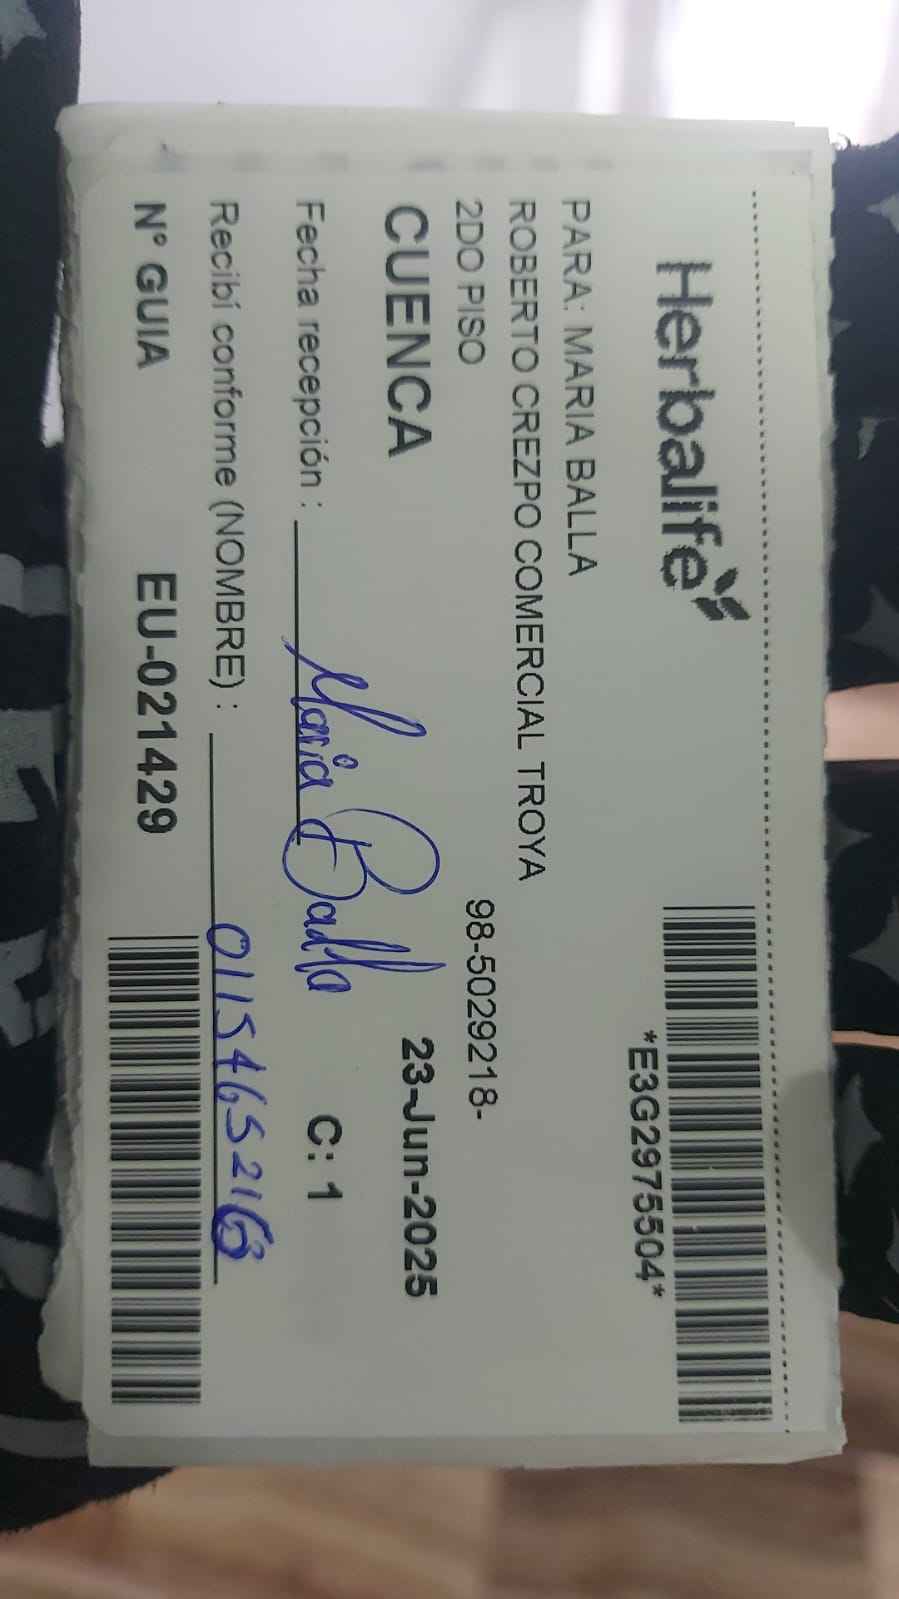 Herbalife
*E3G2975504*
PARA: MARIA BALLA
ROBERTO CREZPO COMERCIAL TROYA
2DO PISO
98-5029218-
CUENCA
23-Jun-2025
Fecha recepción :
Maria Balla
C: 1
Recibí conforme (NOMBRE) :
N° GUIA
EU-021429